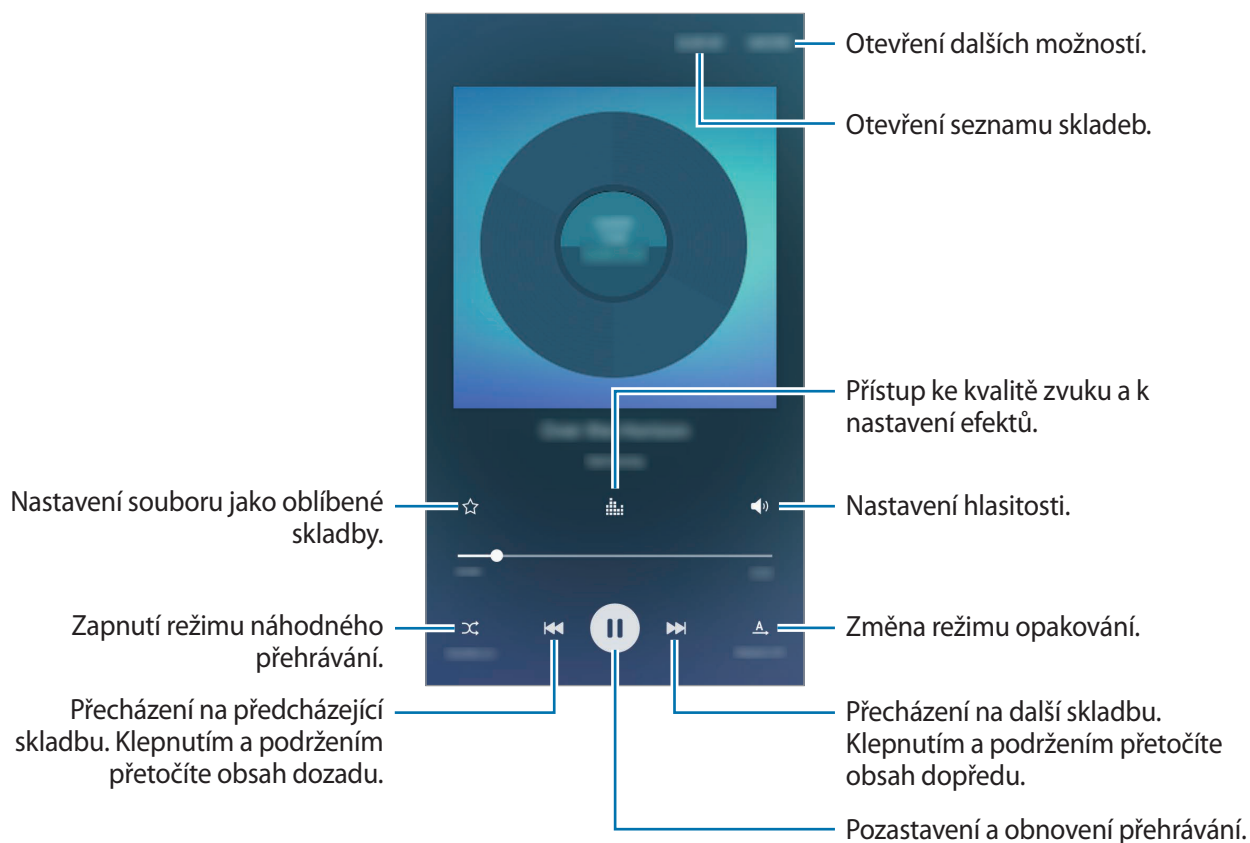 Otevření dalších možností.
Otevření seznamu skladeb.
Přístup ke kvalitě zvuku a k
nastavení efektů.
Nastavení souboru jako oblíbené
skladby.
Nastavení hlasitosti.
Zapnutí režimu náhodného
přehrávání.
Změna režimu opakování.
Přecházení na předcházející
skladbu. Klepnutím a podržením
přetočíte obsah dozadu.
Přecházení na další skladbu.
Klepnutím a podržením přetočíte
obsah dopředu.
Pozastavení a obnovení přehrávání.
A